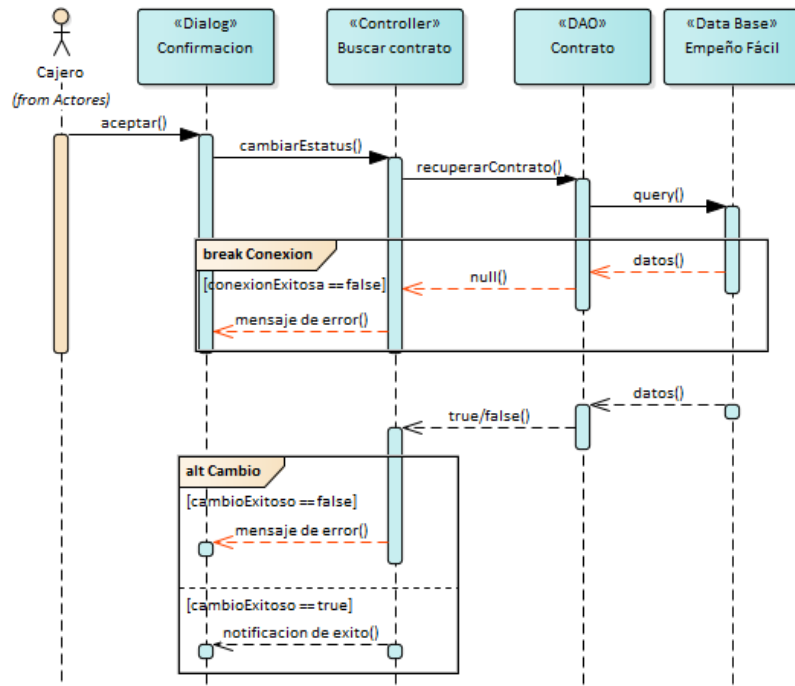 «Dialog»
Confirmacion
«Controller»
Buscar contrato
«DAO»
Contrato
«Data Base»
Empeño Fácil
Cajero
(from Actores)
aceptar()
cambiarEstatus()
recuperarContrato()
query()
break Conexion
datos()
[conexionExitosa == false]
null()
mensaje de error()
datos()
true/false()
alt Cambio
[cambioExitoso == false]
mensaje de error()
[cambioExitoso == true]
notificacion de exito()